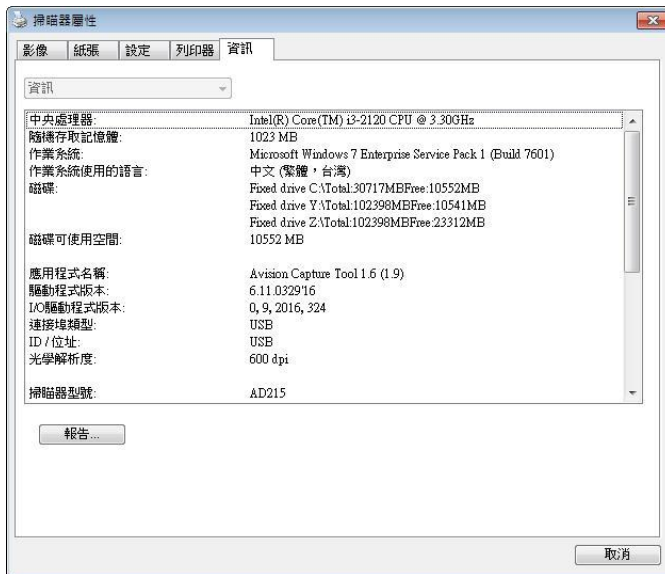 掃瞄器屬性
影像 紙張 設定 列印器 資訊
資訊
中央處理器: Intel(R) Core(TM) i3-2120 CPU @ 3.30GHz
隨機存取記憶體: 1023 MB
作業系統: Microsoft Windows 7 Enterprise Service Pack 1 (Build 7601)
作業系統使用的語言: 中文 (繁體，台灣)
磁碟: Fixed drive C:\Total:30717MBFree:10552MB
Fixed drive Y:\Total:102398MBFree:10541MB
Fixed drive Z:\Total:102398MBFree:23312MB
磁碟可使用空間: 10552 MB
應用程式名稱: Avision Capture Tool 1.6 (1.9)
驅動程式版本: 6.11.0329'16
I/O驅動程式版本: 0, 9, 2016, 324
連接埠類型: USB
ID / 位址: USB
光學解析度: 600 dpi
掃瞄器型號: AD215
報告...
取消